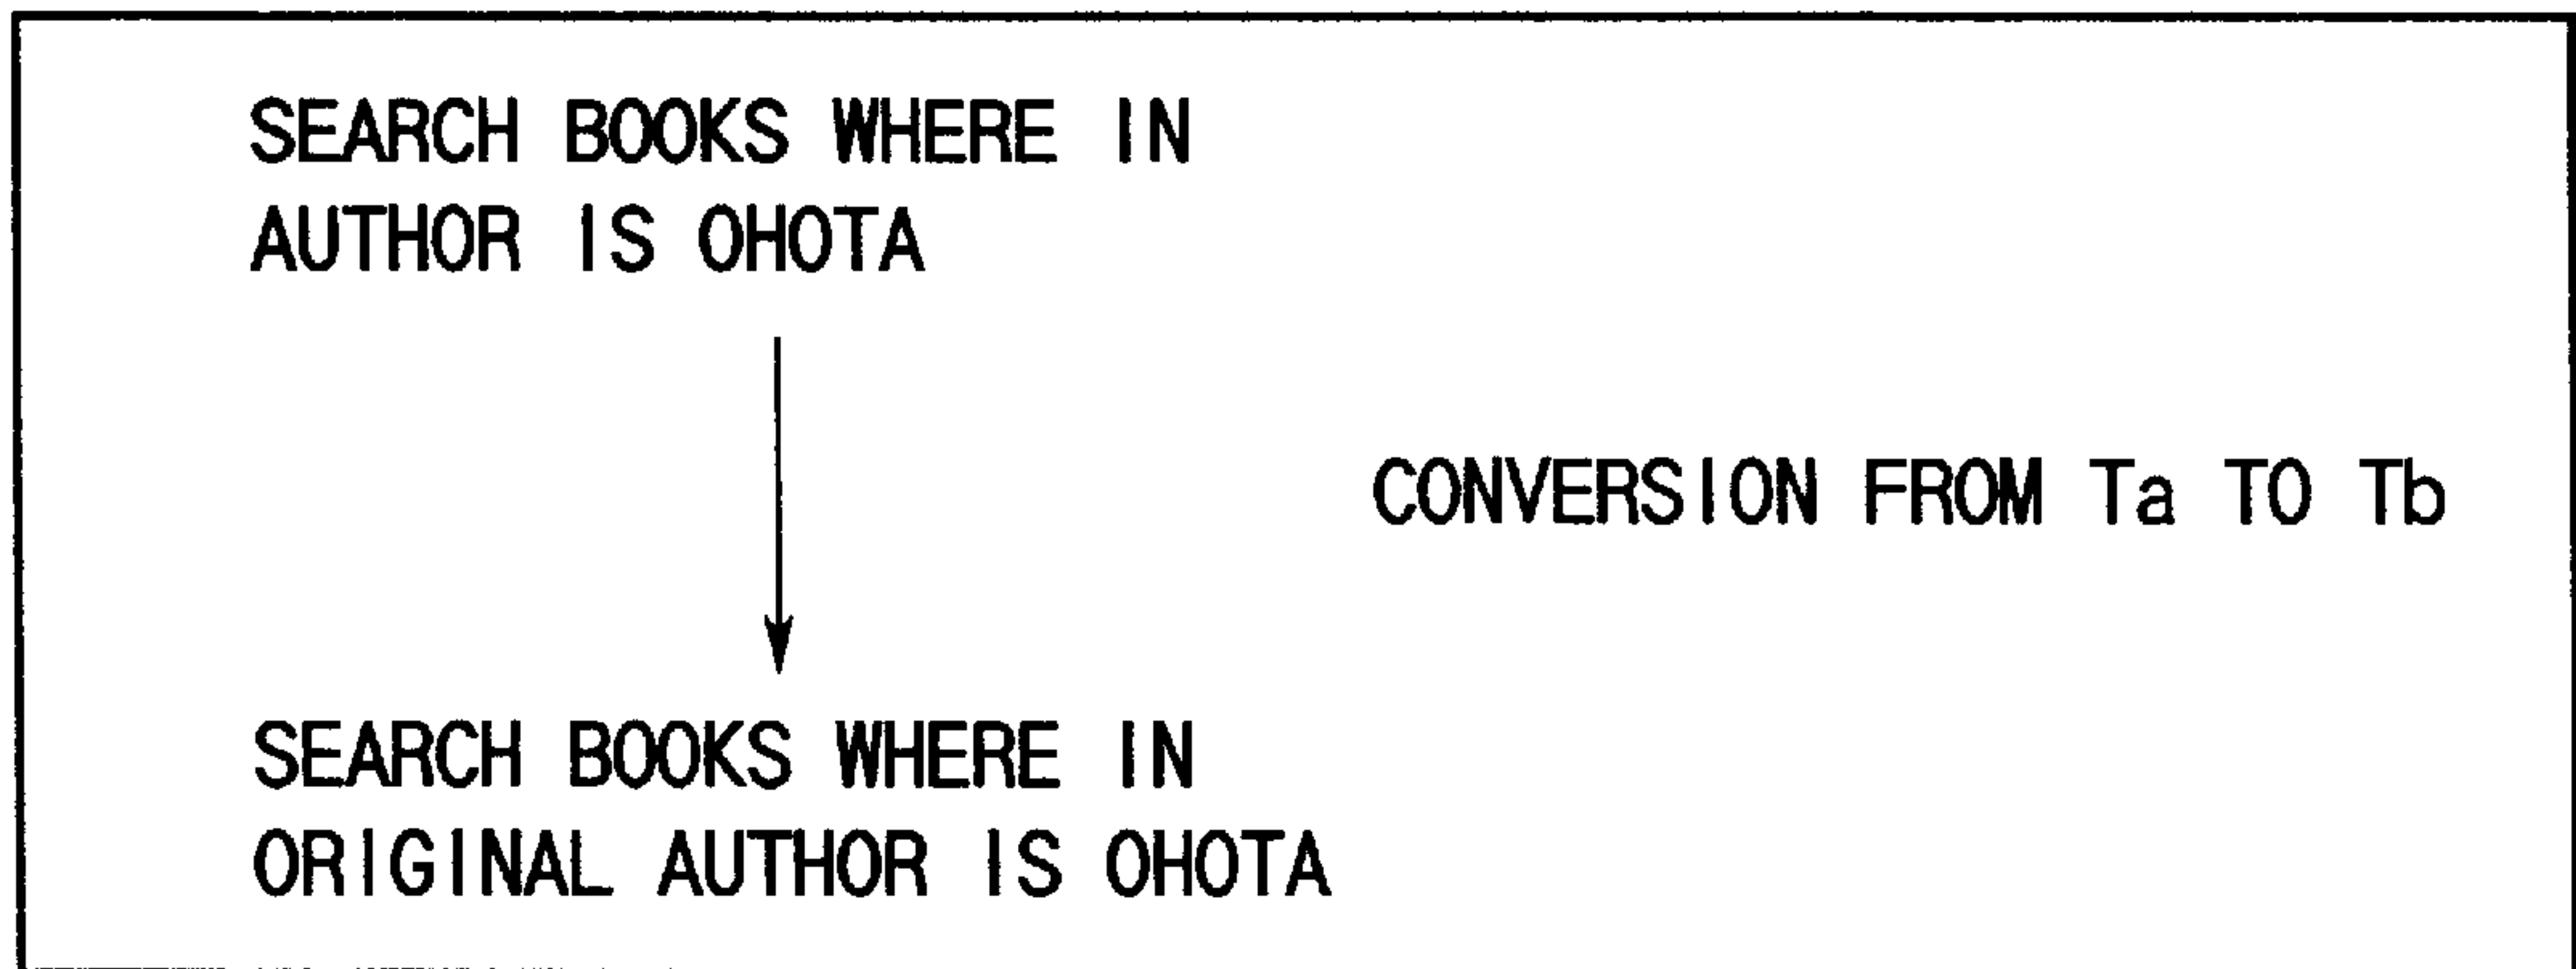 SEARCH BOOKS WHERE IN
AUTHOR IS OHOTA
CONVERSION FROM Ta TO Tb
SEARCH BOOKS WHERE IN
ORIGINAL AUTHOR IS OHOTA